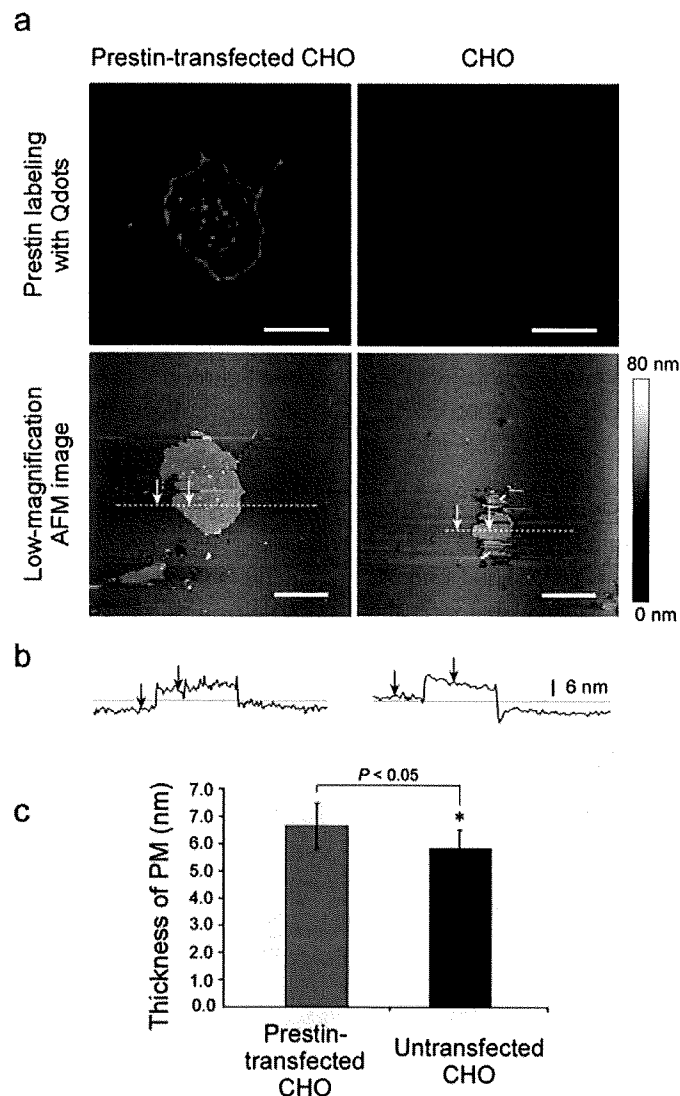 a
Prestin-transfected CHO
CHO
Prestin labeling
with Qdots
Low-magnification
AFM image
80 nm
0 nm
b
6 nm
c
P < 0.05
*
Thickness of PM (nm)
7.0
7.0
6.0
5.0
4.0
3.0
2.0
1.0
0.0
Prestin-
transfected
CHO
Untransfected
CHO